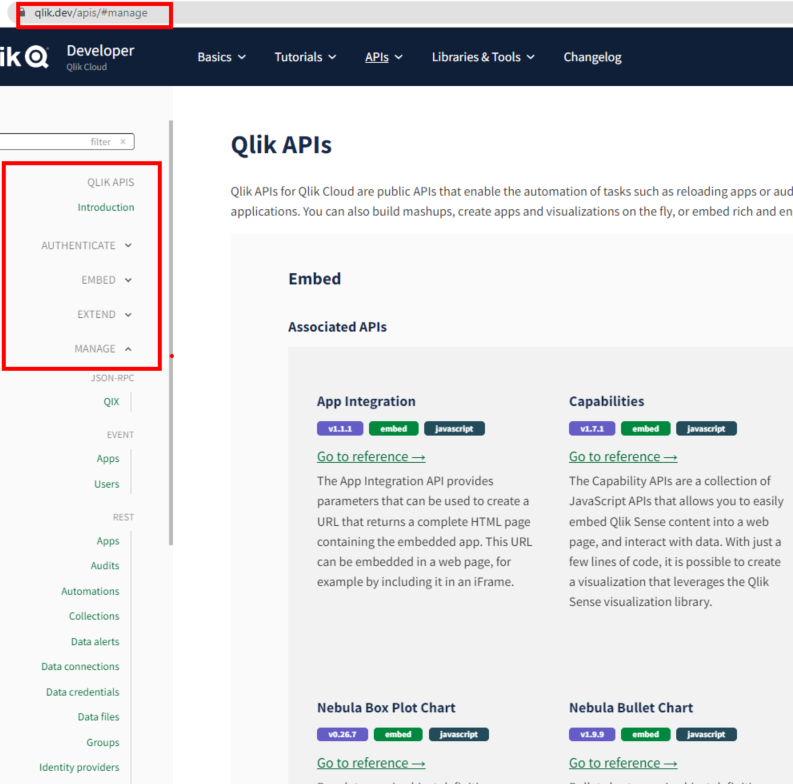 qlik.dev/apis/#manage
ik Developer
Qlik Cloud
Basics
Tutorials
APIs
Libraries & Tools
Changelog
filter ×
QLIK APIS
Introduction
AUTHENTICATE
EMBED
EXTEND
MANAGE
JSON-RPC
QIX
EVENT
Apps
Users
REST
Apps
Audits
Automations
Collections
Data alerts
Data connections
Data credentials
Data files
Groups
Identity providers
Qlik APIs
Qlik APIs for Qlik Cloud are public APIs that enable the automation of tasks such as reloading apps or aud
applications. You can also build mashups, create apps and visualizations on the fly, or embed rich and en
Embed
Associated APIs
App Integration
v1.1.1 embed javascript
Go to reference →
The App Integration API provides
parameters that can be used to create a
URL that returns a complete HTML page
containing the embedded app. This URL
can be embedded in a web page, for
example by including it in an iFrame.
Capabilities
v1.7.1 embed javascript
Go to reference →
The Capability APIs are a collection of
JavaScript APIs that allows you to easily
embed Qlik Sense content into a web
page, and interact with data. With just a
few lines of code, it is possible to create
a visualization that leverages the Qlik
Sense visualization library.
Nebula Box Plot Chart
v0.26.7 embed javascript
Go to reference →
Nebula Bullet Chart
v1.9.9 embed javascript
Go to reference →